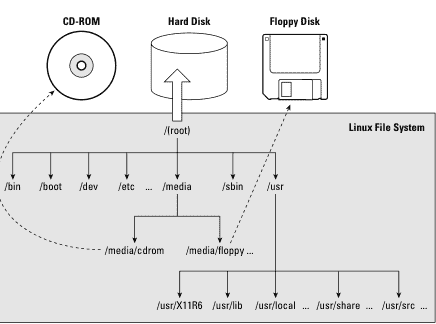 CD-ROM Hard Disk Floppy Disk
/(root) Linux File System
/bin /boot /dev /etc ... /media /sbin /usr
/media/cdrom /media/floppy ...
/usr/X11R6 /usr/lib /usr/local ... /usr/share ... /usr/src ...